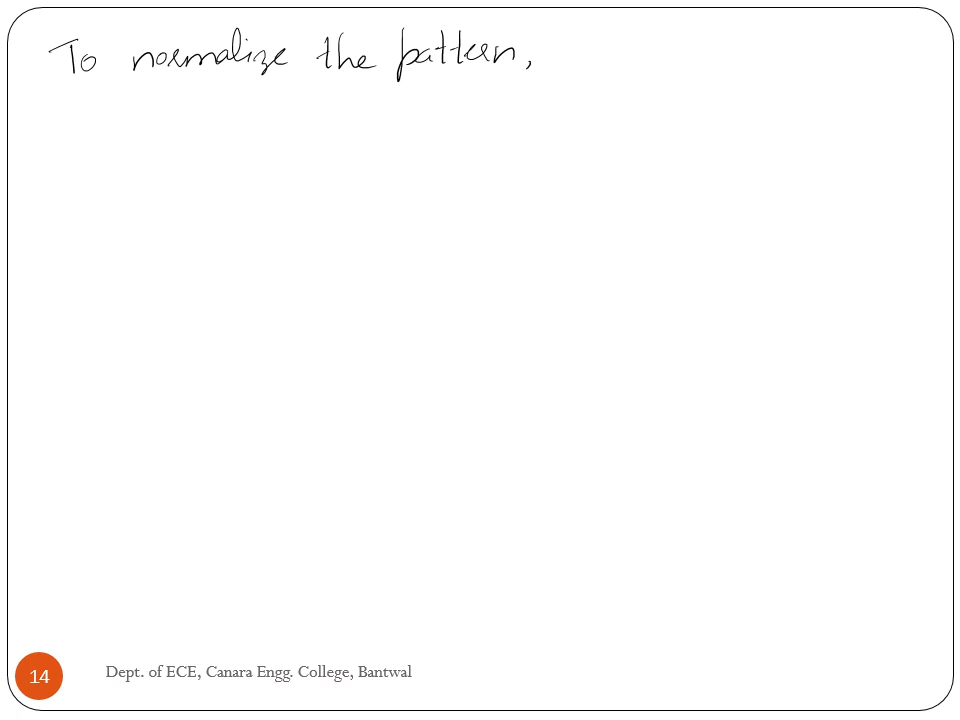 To normalize the pattern,
14
Dept. of ECE, Canara Engg. College, Bantwal